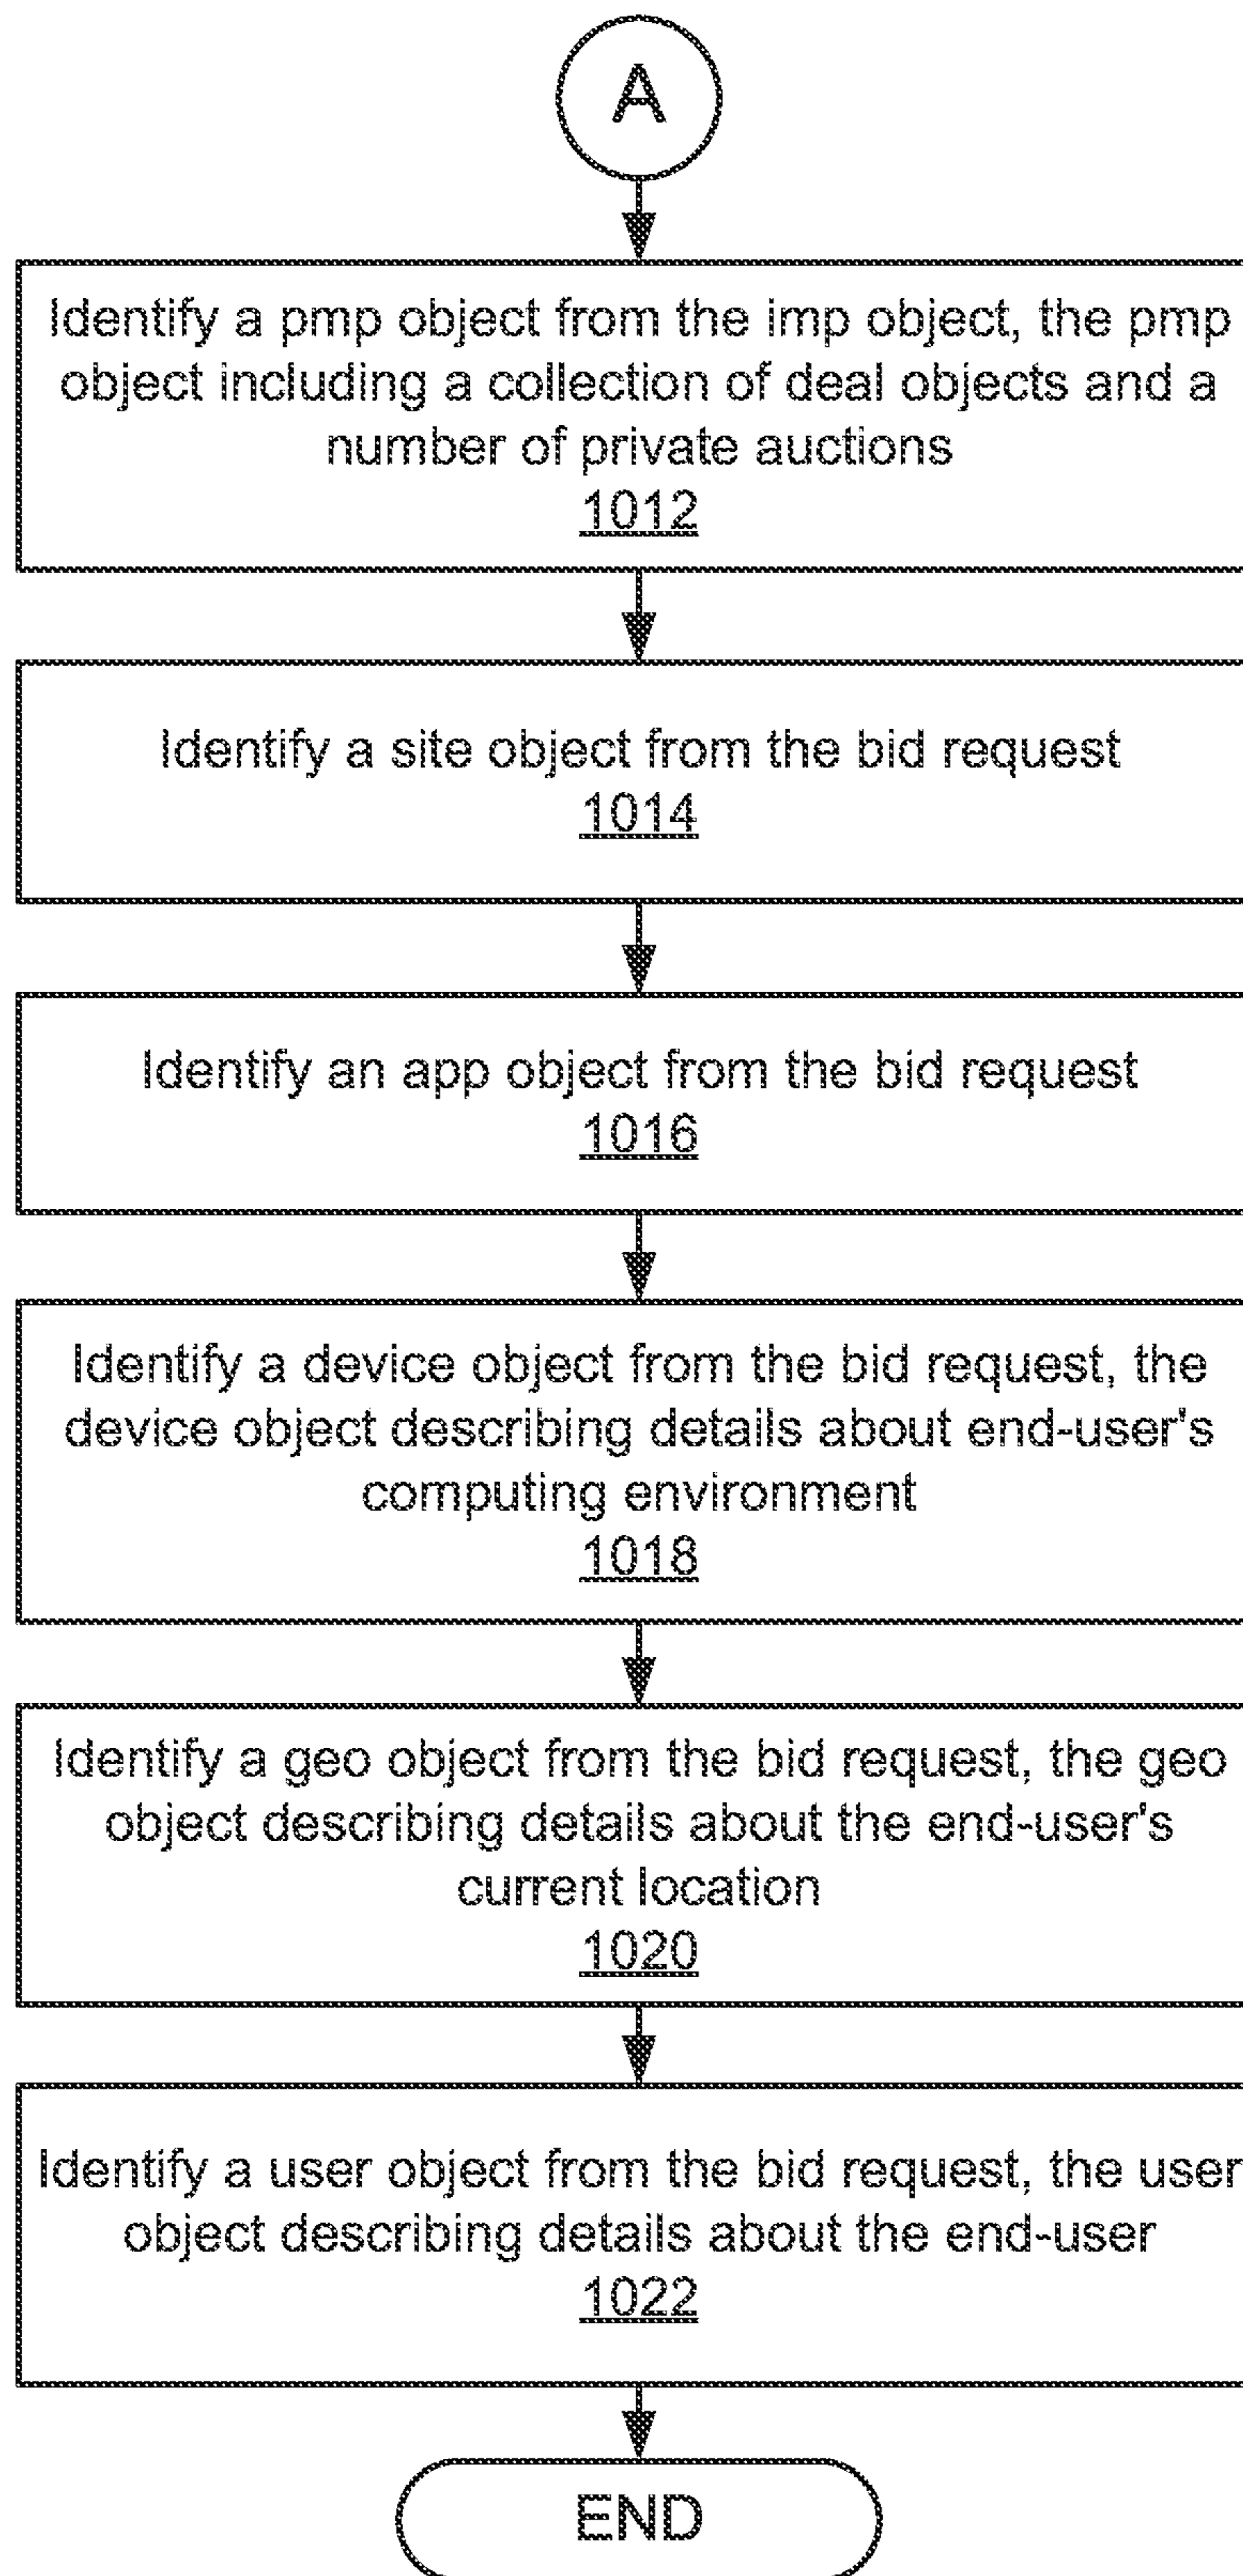 A
Identify a pmp object from the imp object, the pmp
object including a collection of deal objects and a
number of private auctions
1012
Identify a site object from the bid request
1014
Identify an app object from the bid request
1016
Identify a device object from the bid request, the
device object describing details about end-user's
computing environment
1018
Identify a geo object from the bid request, the geo
object describing details about the end-user's
current location
1020
Identify a user object from the bid request, the user
object describing details about the end-user
1022
END